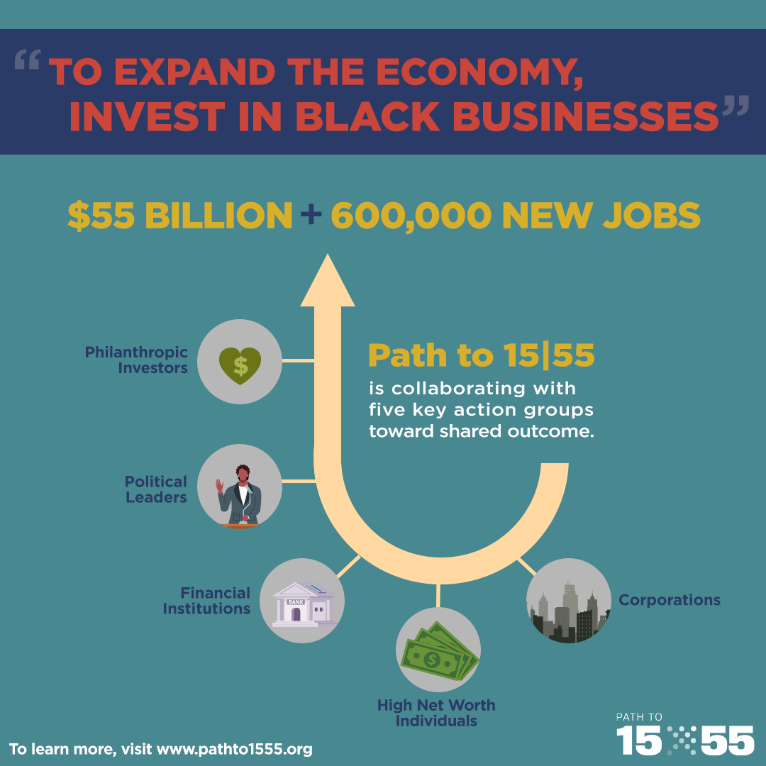 “TO EXPAND THE ECONOMY,
INVEST IN BLACK BUSINESSES”
$55 BILLION + 600,000 NEW JOBS
Path to 15|55
is collaborating with
five key action groups
toward shared outcome.
Philanthropic
Investors
$
Political
Leaders
Financial
Institutions
BANK
High Net Worth
Individuals
$
Corporations
To learn more, visit www.pathto1555.org
PATH TO
15 55